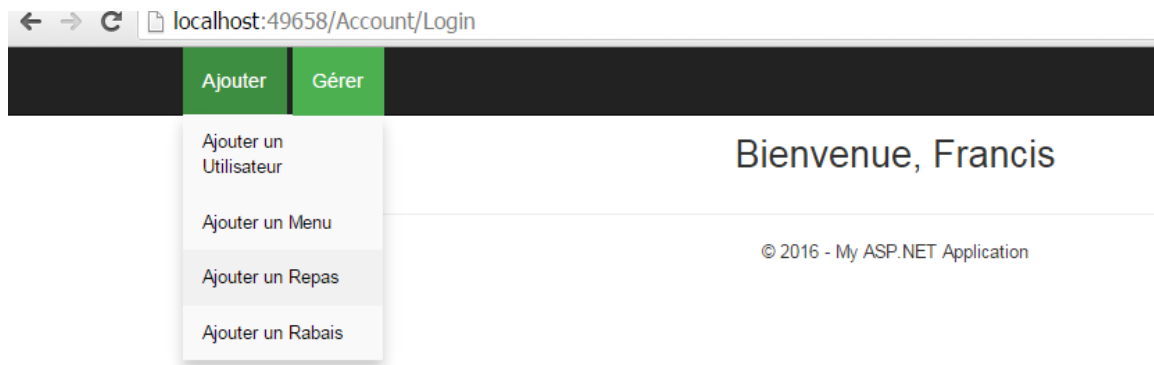 localhost:49658/Account/Login
Ajouter Gérer
Ajouter un
Utilisateur
Ajouter un Menu
Ajouter un Repas
Ajouter un Rabais
Bienvenue, Francis
© 2016 - My ASP.NET Application